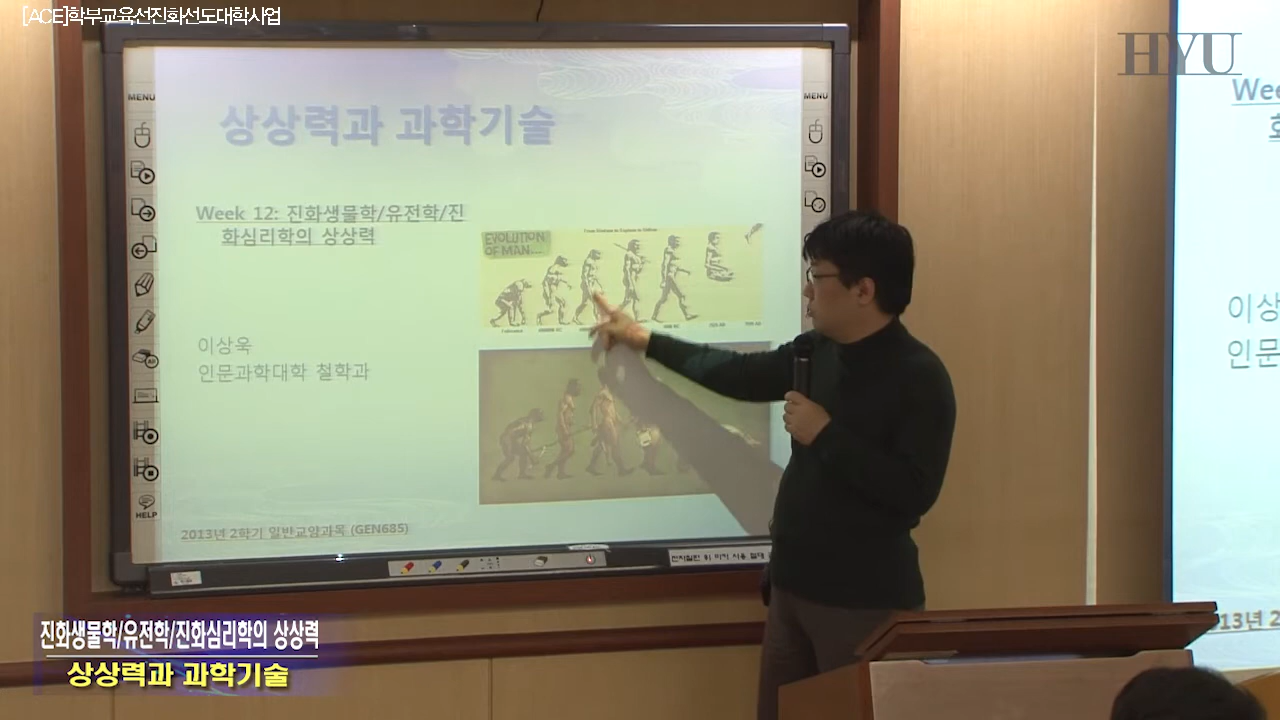 [ACE]학부교육선진화선도대학사업
HYU
MENU
MENU
상상력과 과학기술
Week 12: 진화생물학/유전학/진
화심리학의 상상력
EVOLUTION
OF MAN...
이상욱
인문과학대학 철학과
2013년 2학기 일반교양과목 (GEN685)
HELP
Wee
이상
인문
13년 2
진화생물학/유전학/진화심리학의 상상력
상상력과 과학기술